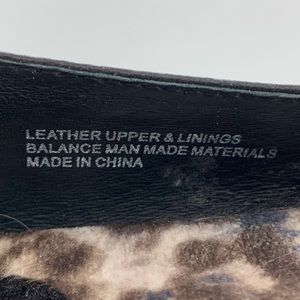 LEATHER UPPER & LININGS
BALANCE MAN MADE MATERIALS
MADE IN CHINA